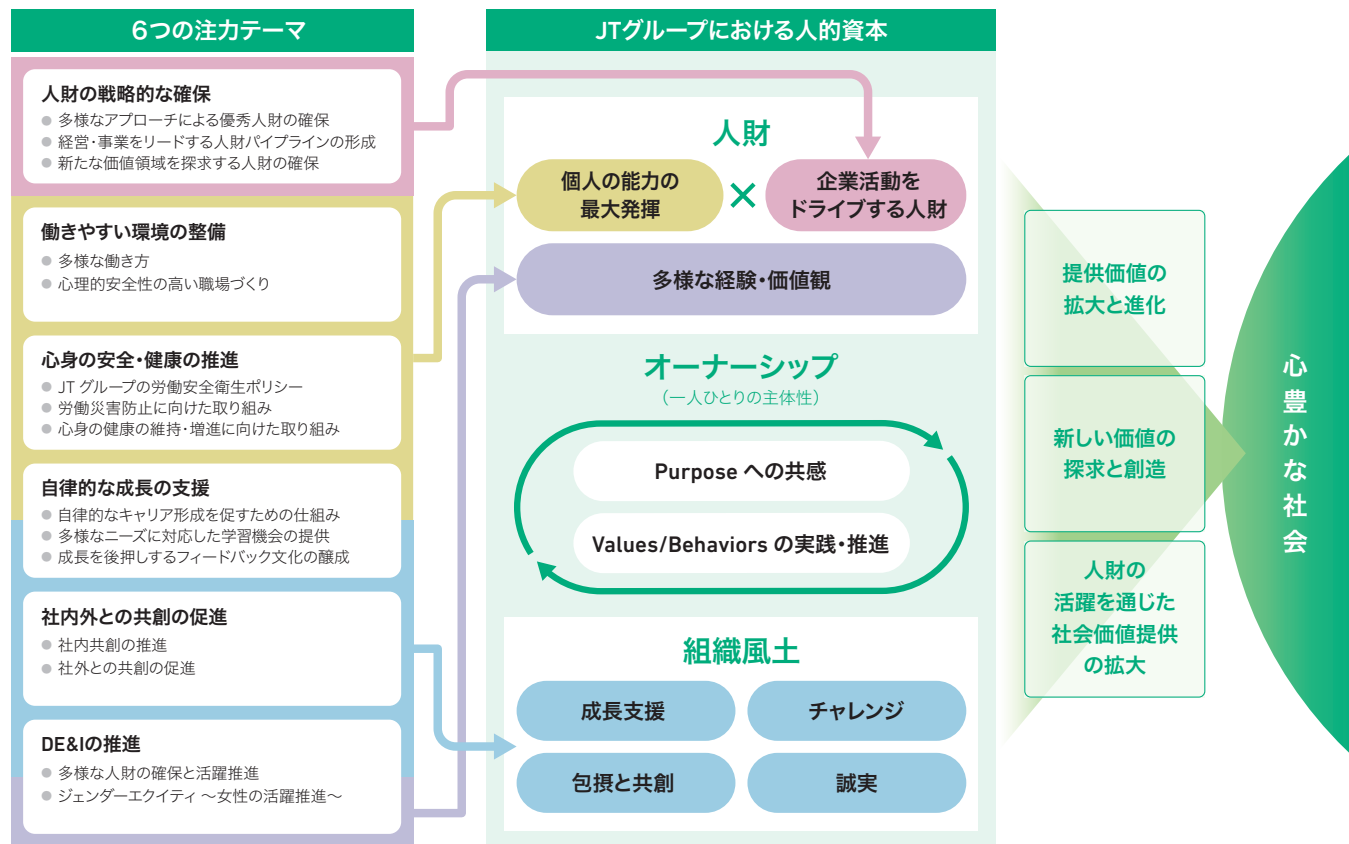 6つの注力テーマ
人財の戦略的な確保
多様なアプローチによる優秀人財の確保
経営・事業をリードする人財パイプラインの形成
新たな価値領域を探求する人財の確保
働きやすい環境の整備
多様な働き方
心理的安全性の高い職場づくり
心身の安全・健康の推進
JT グループの労働安全衛生ポリシー
労働災害防止に向けた取り組み
心身の健康の維持・増進に向けた取り組み
自律的な成長の支援
自律的なキャリア形成を促すための仕組み
多様なニーズに対応した学習機会の提供
成長を後押しするフィードバック文化の醸成
社内外との共創の促進
社内共創の推進
社外との共創の促進
DE&Iの推進
多様な人財の確保と活躍推進
ジェンダーエクイティ ～女性の活躍推進～
JTグループにおける人的資本
人財
個人の能力の
最大発揮
×
企業活動を
ドライブする人財
多様な経験・価値観
オーナーシップ
（一人ひとりの主体性）
Purpose への共感
Values/Behaviors の実践・推進
組織風土
成長支援
チャレンジ
包摂と共創
誠実
提供価値の
拡大と進化
新しい価値の
探求と創造
人財の
活躍を通じた
社会価値提供
の拡大
心豊かな社会